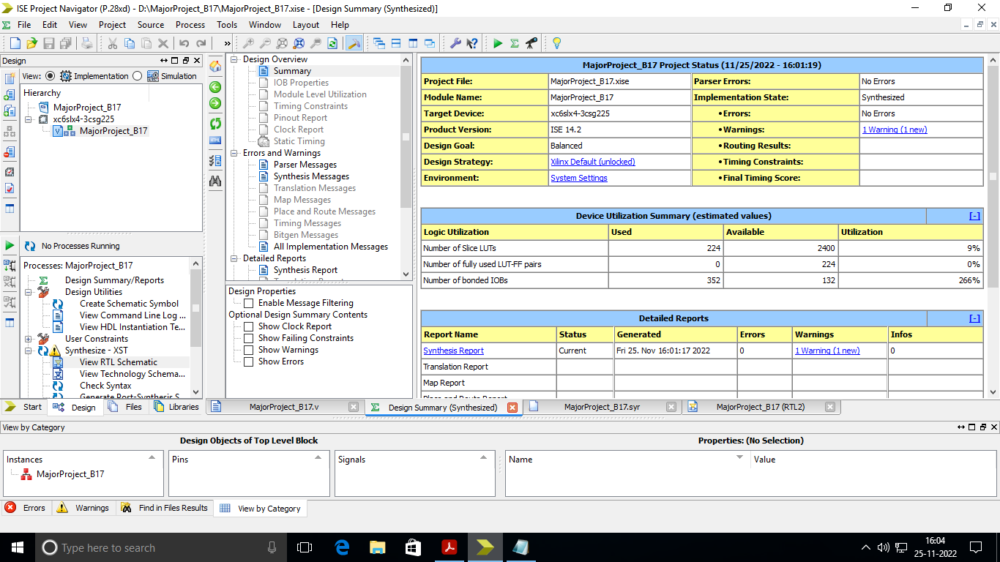 ISE Project Navigator (P.28xd) - D:\MajorProject_B17\MajorProject_B17.xise - [Design Summary (Synthesized)]
File Edit View Project Source Process Tools Window Layout Help
»
Design
View: Implementation Simulation
Hierarchy
MajorProject_B17
xc6slx4-3csg225
V MajorProject_B17
No Processes Running
Processes: MajorProject_B17
Design Summary/Reports
Design Utilities
Create Schematic Symbol
View Command Line Log ...
View HDL Instantiation Te...
User Constraints
Synthesize - XST
View RTL Schematic
View Technology Schema...
Check Syntax
Generate Post-Synthesis S
Start Design Files Libraries
Design Overview
Summary
IOB Properties
Module Level Utilization
Timing Constraints
Pinout Report
Clock Report
Static Timing
Errors and Warnings
Parser Messages
Synthesis Messages
Translation Messages
Map Messages
Place and Route Messages
Timing Messages
Bitgen Messages
All Implementation Messages
Detailed Reports
Synthesis Report
Translation Report
Design Properties
Enable Message Filtering
Optional Design Summary Contents
Show Clock Report
Show Failing Constraints
Show Warnings
Show Errors
MajorProject_B17 Project Status (11/25/2022 - 16:01:19)
Project File: MajorProject_B17.xise Parser Errors: No Errors
Module Name: MajorProject_B17 Implementation State: Synthesized
Target Device: xc6slx4-3csg225 •Errors: No Errors
Product Version: ISE 14.2 •Warnings: 1 Warning (1 new)
Design Goal: Balanced •Routing Results:
Design Strategy: Xilinx Default (unlocked) •Timing Constraints:
Environment: System Settings •Final Timing Score:
Device Utilization Summary (estimated values) [-]
Logic Utilization Used Available Utilization
Number of Slice LUTs 224 2400 9%
Number of fully used LUT-FF pairs 0 224 0%
Number of bonded IOBs 352 132 266%
Detailed Reports [-]
Report Name Status Generated Errors Warnings Infos
Synthesis Report Current Fri 25. Nov 16:01:17 2022 0 1 Warning (1 new) 0
Translation Report
Map Report
Place and Route Report
MajorProject_B17.v Design Summary (Synthesized) MajorProject_B17.syr MajorProject_B17 (RTL2)
View by Category
Design Objects of Top Level Block Properties: (No Selection)
Instances Pins Signals Name Value
MajorProject_B17
Errors Warnings Find in Files Results View by Category
Type here to search
16:04
25-11-2022